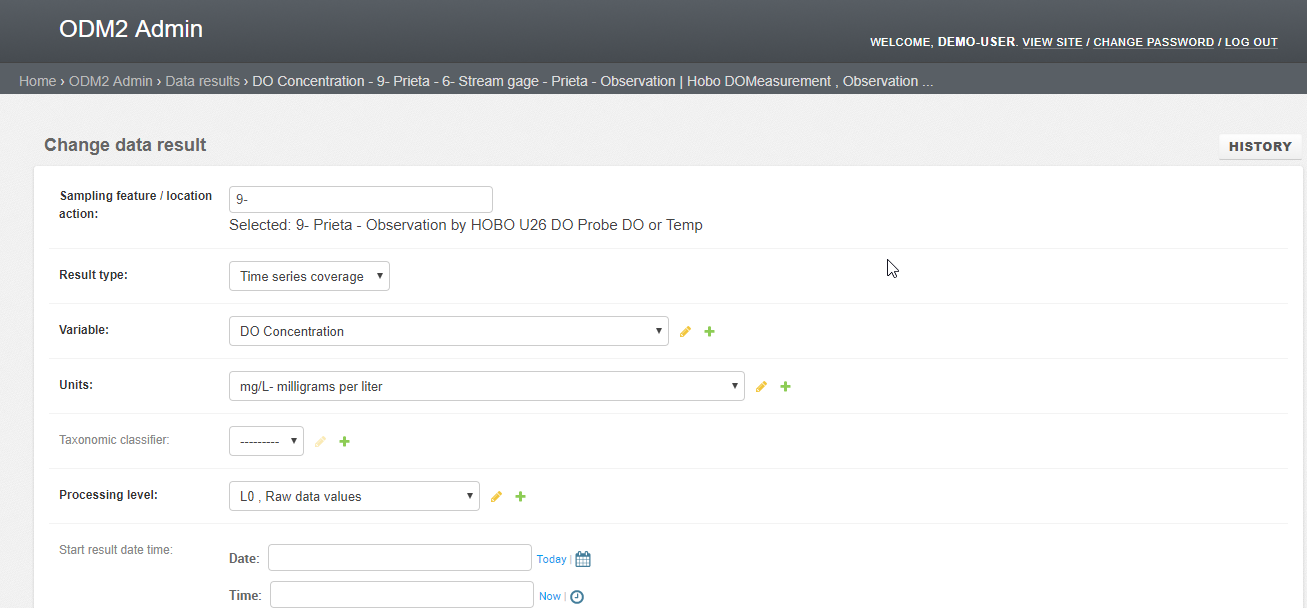 ODM2 Admin
WELCOME, DEMO-USER. VIEW SITE / CHANGE PASSWORD / LOG OUT
Home › ODM2 Admin › Data results › DO Concentration - 9- Prieta - 6- Stream gage - Prieta - Observation | Hobo DOMeasurement , Observation ...
Change data result
HISTORY
Sampling feature / location
action:
9-
Selected: 9- Prieta - Observation by HOBO U26 DO Probe DO or Temp
Result type:
Time series coverage
Variable:
DO Concentration
Units:
mg/L- milligrams per liter
Taxonomic classifier:
---------
Processing level:
L0 , Raw data values
Start result date time:
Date:
Today |
Time:
Now |